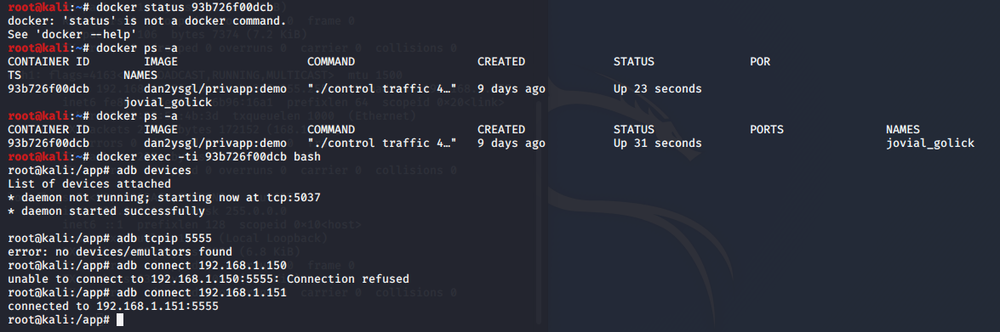 root@kali:~# docker status 93b726f00dcb
docker: 'status' is not a docker command.
See 'docker --help'
root@kali:~# docker ps -a
CONTAINER ID        IMAGE                   COMMAND                  CREATED             STATUS              POR
TS           NAMES
93b726f00dcb        dan2ysgl/privapp:demo   "./control traffic 4…"   9 days ago          Up 23 seconds
             jovial_golick
root@kali:~# docker ps -a
CONTAINER ID        IMAGE                   COMMAND                  CREATED             STATUS              PORTS               NAMES
93b726f00dcb        dan2ysgl/privapp:demo   "./control traffic 4…"   9 days ago          Up 31 seconds                           jovial_golick
root@kali:~# docker exec -ti 93b726f00dcb bash
root@kali:/app# adb devices
List of devices attached
* daemon not running; starting now at tcp:5037
* daemon started successfully

root@kali:/app# adb tcpip 5555
error: no devices/emulators found
root@kali:/app# adb connect 192.168.1.150
unable to connect to 192.168.1.150:5555: Connection refused
root@kali:/app# adb connect 192.168.1.151
connected to 192.168.1.151:5555
root@kali:/app#